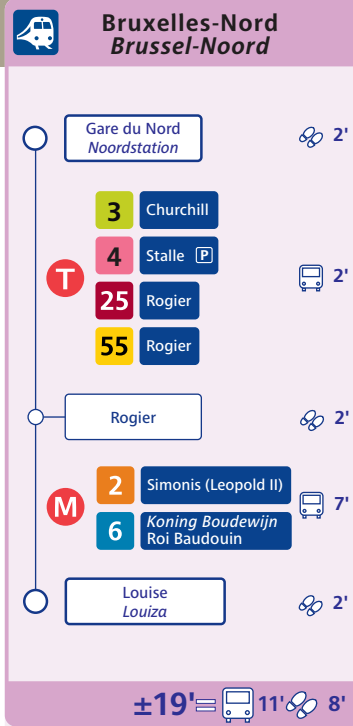 Bruxelles-Nord
Brussel-Noord
Gare du Nord
Noordstation
2'
3 Churchill
4 Stalle P
T
2'
25 Rogier
55 Rogier
Rogier
2'
2 Simonis (Leopold II)
M
7'
6 Koning Boudewijn
Roi Baudouin
Louise
Louiza
2'
±19'= 11' 8'